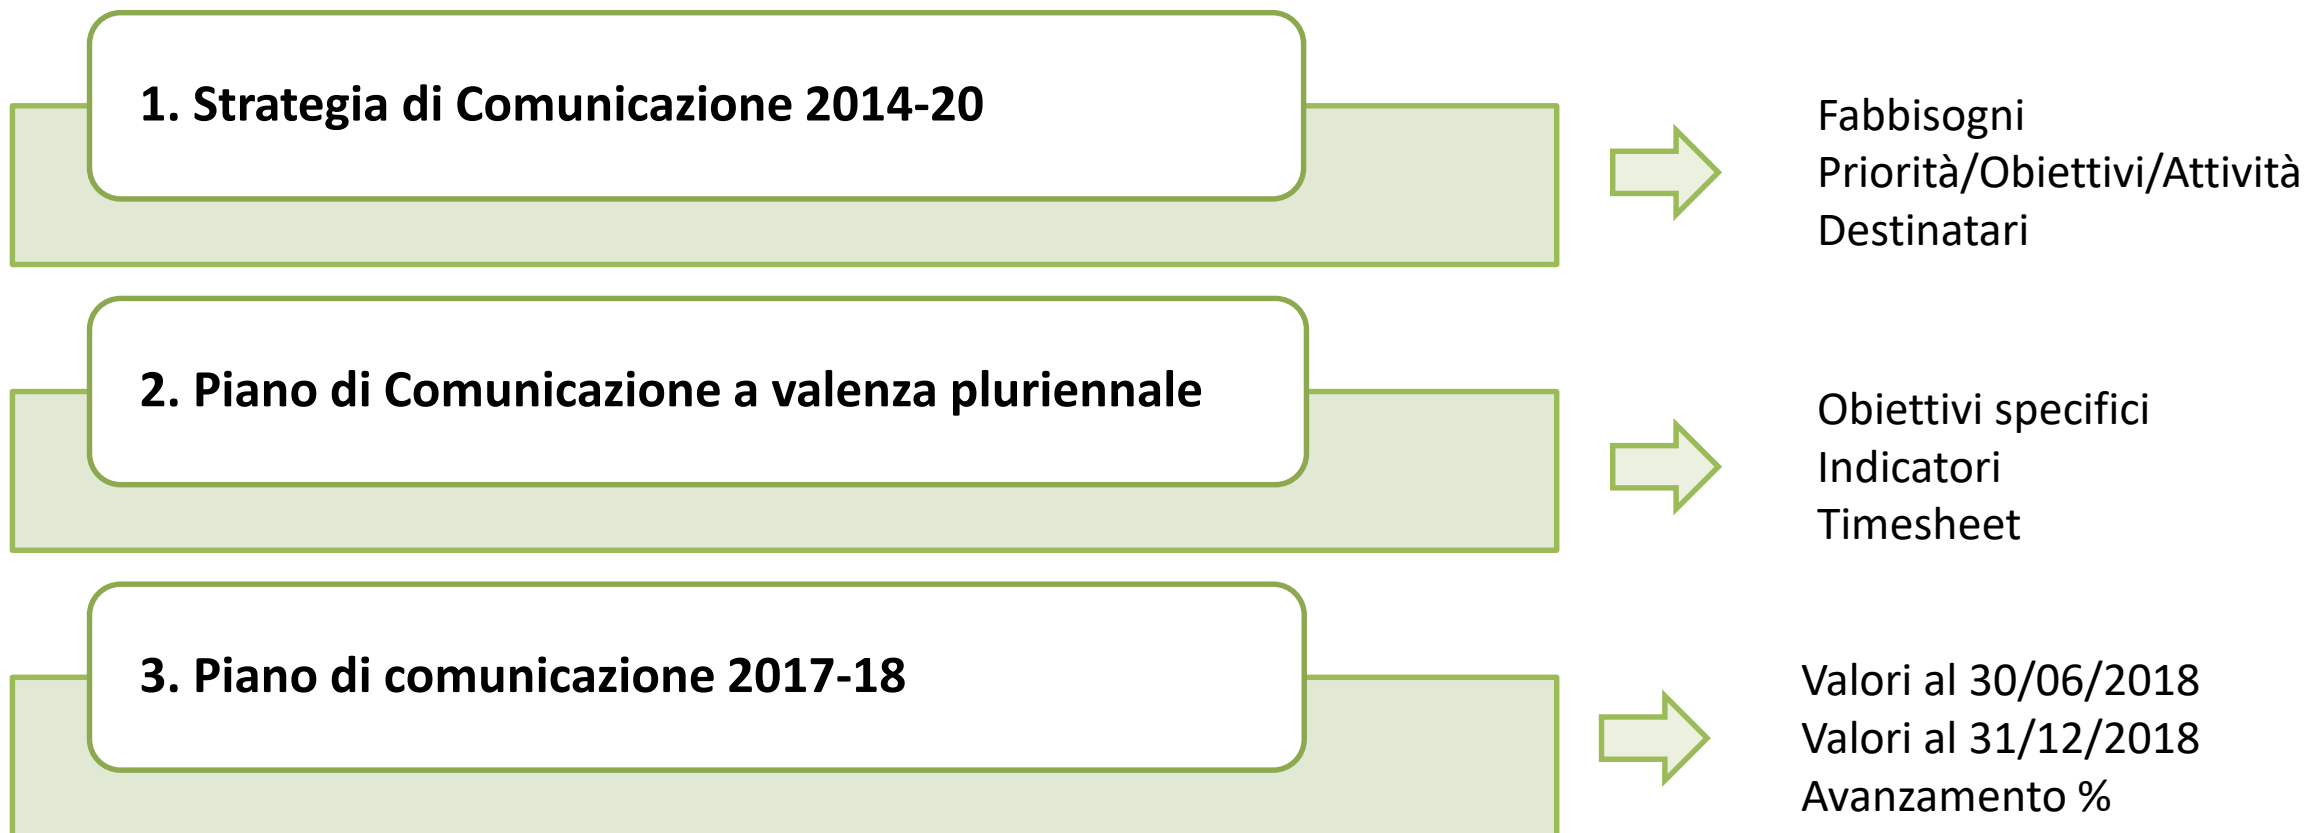 1. Strategia di Comunicazione 2014-20
Fabbisogni
Priorità/Obiettivi/Attività
Destinatari
2. Piano di Comunicazione a valenza pluriennale
Obiettivi specifici
Indicatori
Timesheet
3. Piano di comunicazione 2017-18
Valori al 30/06/2018
Valori al 31/12/2018
Avanzamento %